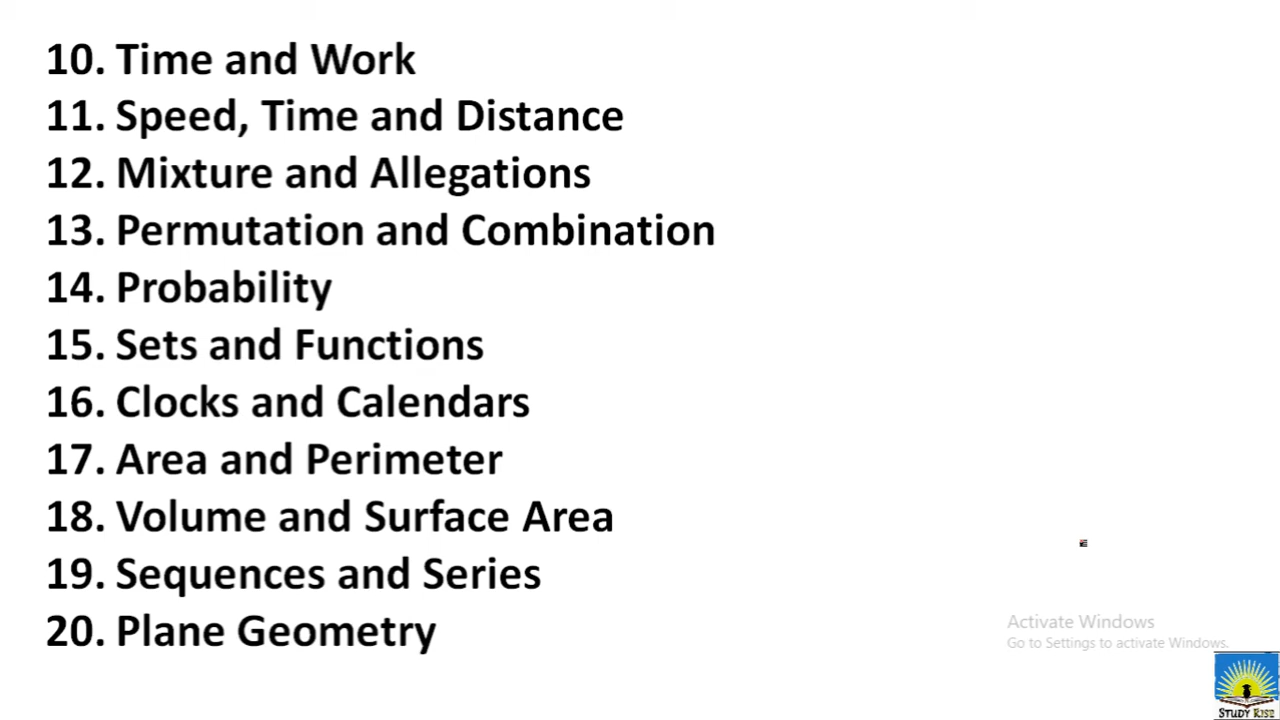 10. Time and Work
11. Speed, Time and Distance
12. Mixture and Allegations
13. Permutation and Combination
14. Probability
15. Sets and Functions
16. Clocks and Calendars
17. Area and Perimeter
18. Volume and Surface Area
19. Sequences and Series
20. Plane Geometry
Activate Windows
Go to Settings to activate Windows.
STUDY RISE